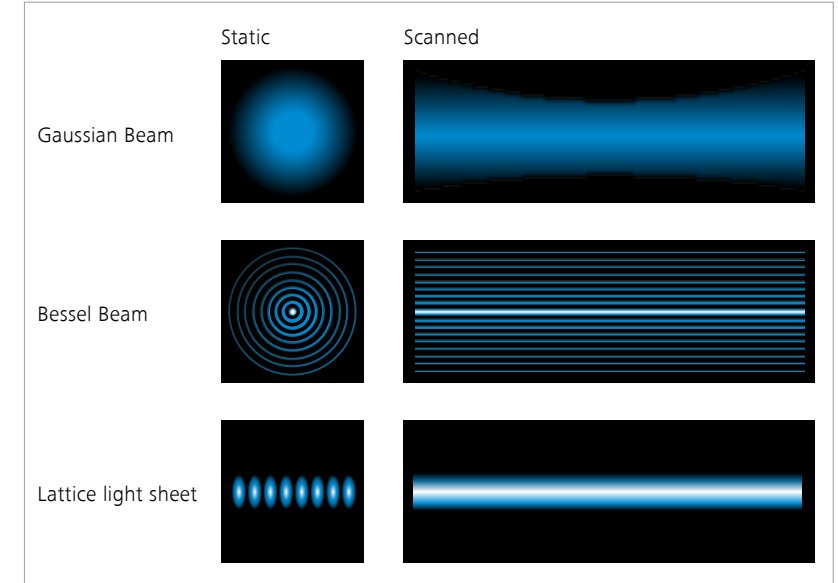 Static Scanned
Gaussian Beam
Bessel Beam
Lattice light sheet